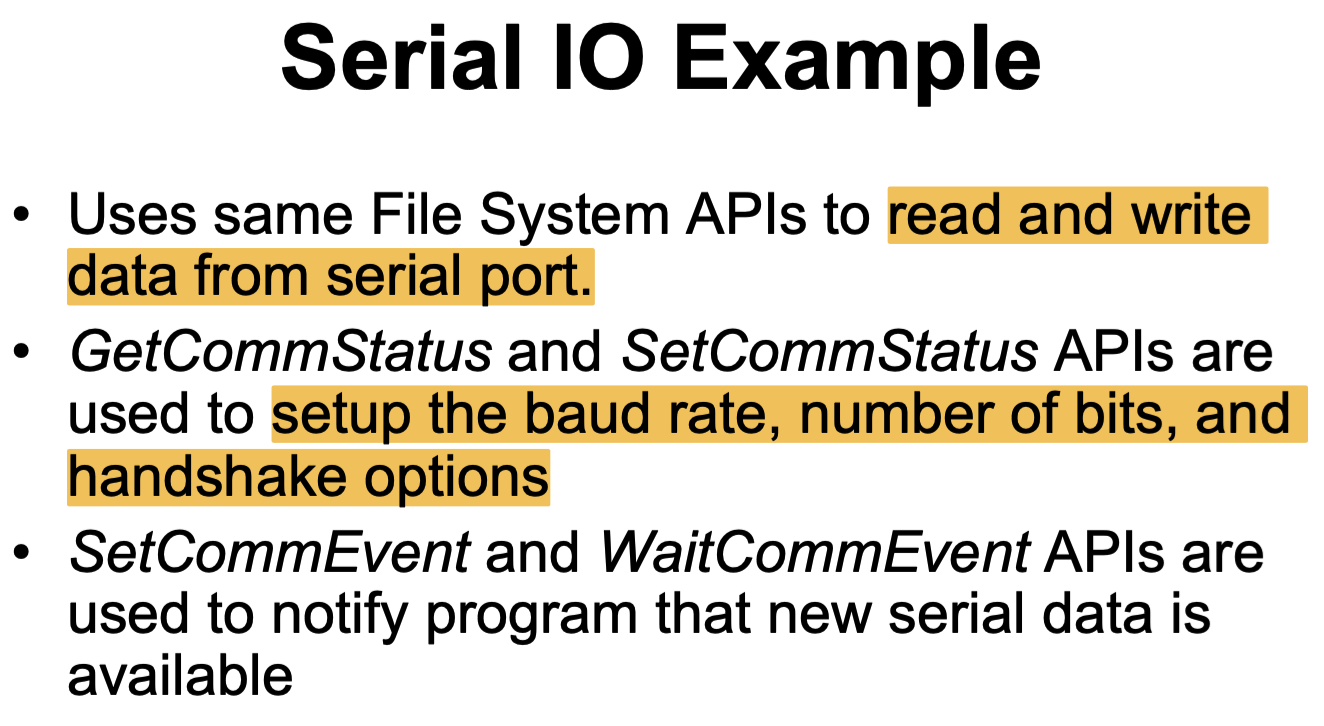 Serial IO Example
• Uses same File System APIs to read and write
data from serial port.
• GetCommStatus and SetCommStatus APIs are
used to setup the baud rate, number of bits, and
handshake options
• SetCommEvent and WaitCommEvent APIs are
used to notify program that new serial data is
available